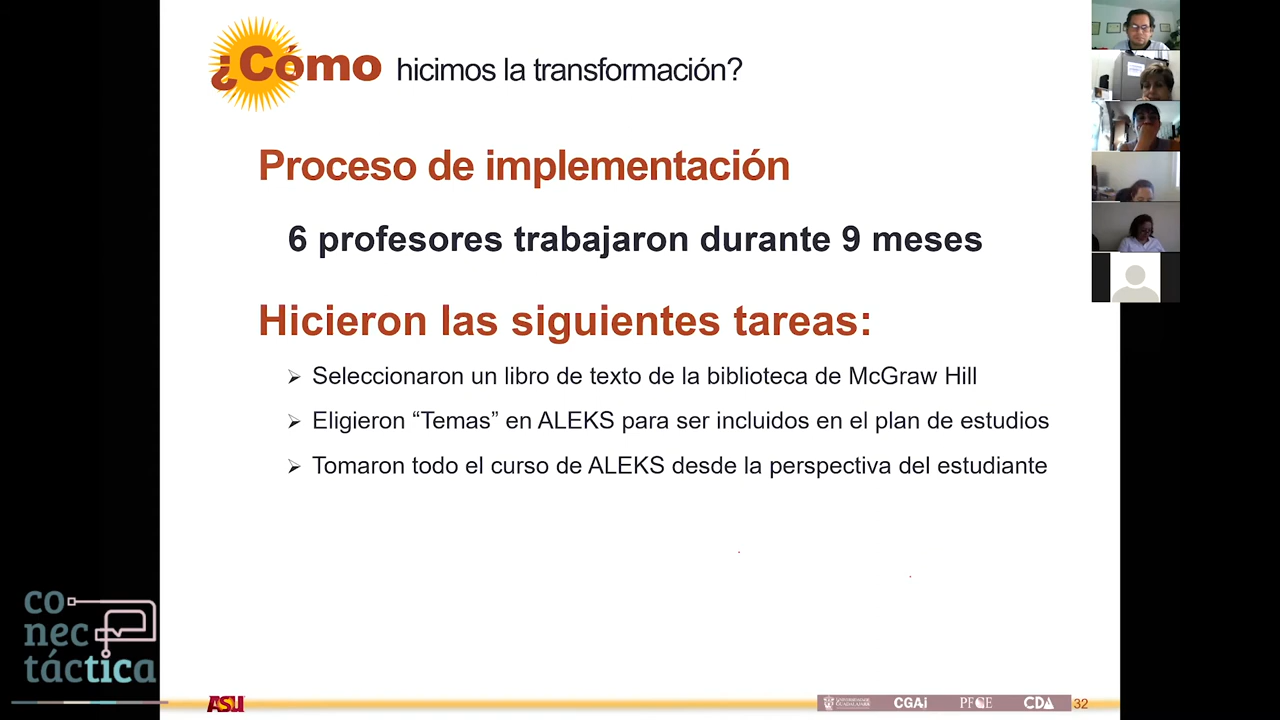 ¿Cómo hicimos la transformación?
Proceso de implementación
6 profesores trabajaron durante 9 meses
Hicieron las siguientes tareas:
Seleccionaron un libro de texto de la biblioteca de McGraw Hill
Eligieron “Temas” en ALEKS para ser incluidos en el plan de estudios
Tomaron todo el curso de ALEKS desde la perspectiva del estudiante
co
nec
táctica
ASU
UNIVERSIDAD DE
GUADALAJARA
CGAi
PFCE
CDA
32